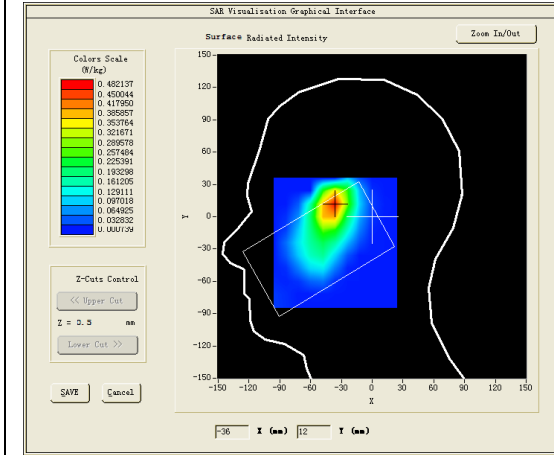 SAR Visualisation Graphical Interface
Surface Radiated Intensity
Zoom In/Out
Colors Scale
(W/kg)
0.482137
0.450044
0.417950
0.385857
0.353764
0.321671
0.289578
0.257484
0.225391
0.193298
0.161205
0.129111
0.097018
0.064925
0.032832
0.000739
150
120
90
60
30
0
-30
-60
-90
-120
-150
Y
-150 -120 -90 -60 -30 0 30 60 90 120 150
X
Z-Cuts Control
<< Upper Cut
Z = 0.5 mm
Lower Cut >>
SAVE Cancel
-36 X (mm) 12 Y (mm)